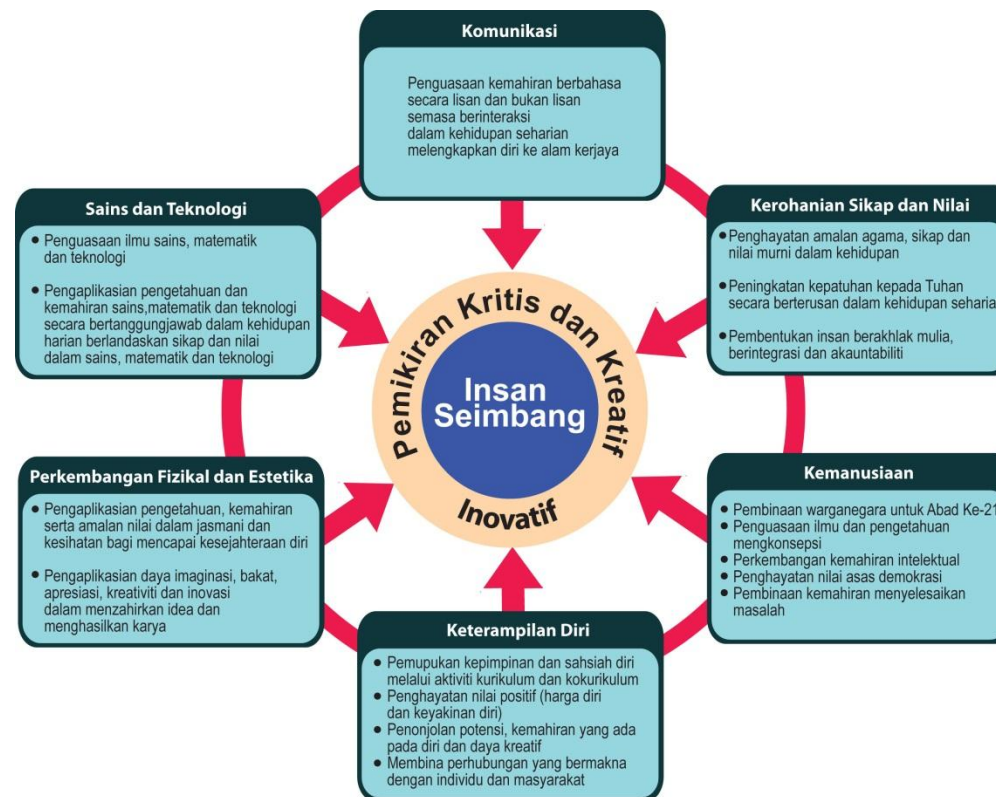 Komunikasi
Penguasaan kemahiran berbahasa
secara lisan dan bukan lisan
semasa berinteraksi
dalam kehidupan seharian
melengkapkan diri ke alam kerjaya
Sains dan Teknologi
● Penguasaan ilmu sains, matematik
dan teknologi
● Pengaplikasian pengetahuan dan
kemahiran sains,matematik dan teknologi
secara bertanggungjawab dalam kehidupan
harian berlandaskan sikap dan nilai
dalam sains, matematik dan teknologi
Kerohanian Sikap dan Nilai
● Penghayatan amalan agama, sikap dan
nilai murni dalam kehidupan
● Peningkatan kepatuhan kepada Tuhan
secara berterusan dalam kehidupan seharia
● Pembentukan insan berakhlak mulia,
berintegrasi dan akauntabiliti
Pemikiran Kritis dan Kreatif
Insan
Seimbang
Inovatif
Perkembangan Fizikal dan Estetika
● Pengaplikasian pengetahuan, kemahiran
serta amalan nilai dalam jasmani dan
kesihatan bagi mencapai kesejahteraan diri
● Pengaplikasian daya imaginasi, bakat,
apresiasi, kreativiti dan inovasi
dalam menzahirkan idea dan
menghasilkan karya
Kemanusiaan
● Pembinaan warganegara untuk Abad Ke-21
● Penguasaan ilmu dan pengetahuan
mengkonsepsi
● Perkembangan kemahiran intelektual
● Penghayatan nilai asas demokrasi
● Pembinaan kemahiran menyelesaikan
masalah
Keterampilan Diri
● Pemupukan kepimpinan dan sahsiah diri
melalui aktiviti kurikulum dan kokurikulum
● Penghayatan nilai positif (harga diri
dan keyakinan diri)
● Penonjolan potensi, kemahiran yang ada
pada diri dan daya kreatif
● Membina perhubungan yang bermakna
dengan individu dan masyarakat